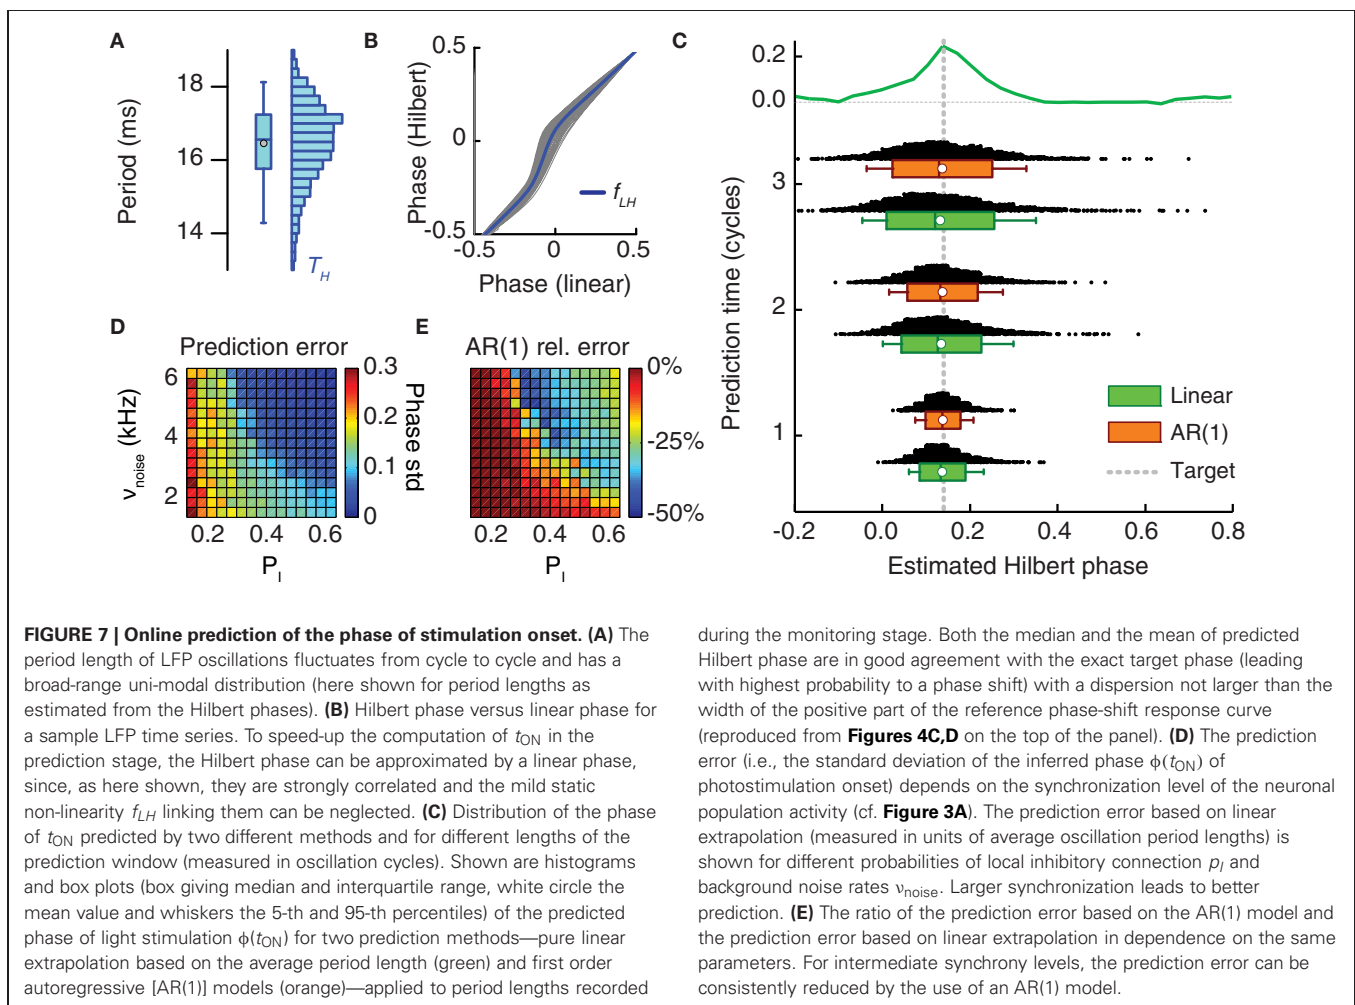 A
Period (ms)
18
16
14
T_H
B
Phase (Hilbert)
0.5
0
-0.5
-0.5
0
0.5
f_LH
Phase (linear)
C
0.2
0.0
Prediction time (cycles)
3
2
1
Linear
AR(1)
Target
-0.2
0.0
0.2
0.4
0.6
0.8
Estimated Hilbert phase
D
Prediction error
ν_noise (kHz)
6
4
2
0.2
0.4
0.6
P_I
0.3
0.2
0.1
0
Phase std
E
AR(1) rel. error
0.2
0.4
0.6
P_I
0%
-25%
-50%
FIGURE 7 | Online prediction of the phase of stimulation onset. (A) The
period length of LFP oscillations fluctuates from cycle to cycle and has a
broad-range uni-modal distribution (here shown for period lengths as
estimated from the Hilbert phases). (B) Hilbert phase versus linear phase for
a sample LFP time series. To speed-up the computation of t_ON in the
prediction stage, the Hilbert phase can be approximated by a linear phase,
since, as here shown, they are strongly correlated and the mild static
non-linearity f_LH linking them can be neglected. (C) Distribution of the phase
of t_ON predicted by two different methods and for different lengths of the
prediction window (measured in oscillation cycles). Shown are histograms
and box plots (box giving median and interquartile range, white circle the
mean value and whiskers the 5-th and 95-th percentiles) of the predicted
phase of light stimulation ϕ(t_ON) for two prediction methods—pure linear
extrapolation based on the average period length (green) and first order
autoregressive [AR(1)] models (orange)—applied to period lengths recorded
during the monitoring stage. Both the median and the mean of predicted
Hilbert phase are in good agreement with the exact target phase (leading
with highest probability to a phase shift) with a dispersion not larger than the
width of the positive part of the reference phase-shift response curve
(reproduced from Figures 4C,D on the top of the panel). (D) The prediction
error (i.e., the standard deviation of the inferred phase ϕ(t_ON) of
photostimulation onset) depends on the synchronization level of the neuronal
population activity (cf. Figure 3A). The prediction error based on linear
extrapolation (measured in units of average oscillation period lengths) is
shown for different probabilities of local inhibitory connection p_I and
background noise rates ν_noise. Larger synchronization leads to better
prediction. (E) The ratio of the prediction error based on the AR(1) model and
the prediction error based on linear extrapolation in dependence on the same
parameters. For intermediate synchrony levels, the prediction error can be
consistently reduced by the use of an AR(1) model.